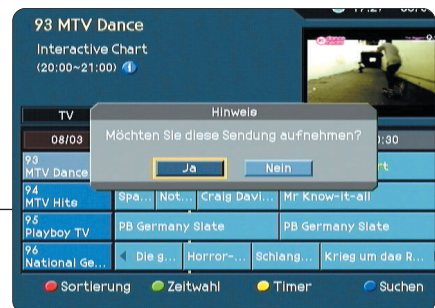 93 MTV Dance
Interactive Chart
(20:00~21:00)
TV
Hinweis
08/03
Möchten Sie diese Sendung aufnehmen?
Ja Nein
93
MTV Dance
94
MTV Hits Spa... Not... Craig Davi... Mr Know-it-all
95
Playboy TV PB Germany Slate PB Germany Slate
96
National Ge... Die g... Horror-... Schlang... Krieg um das R...
Sortierung Zeitwahl Timer Suchen